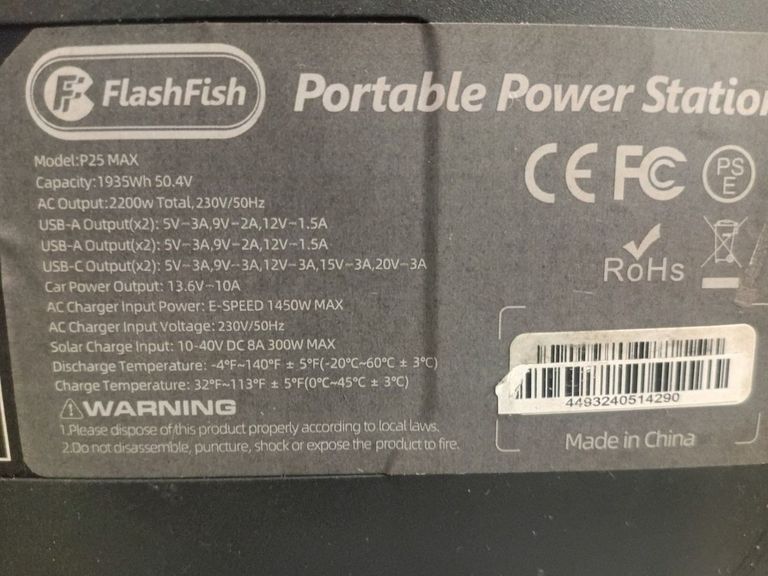 FlashFish
Portable Power Station
Model:P25 MAX
Capacity:1935Wh 50.4V
AC Output:2200w Total,230V/50Hz
USB-A Output(x2): 5V⎓3A,9V⎓2A,12V⎓1.5A
USB-A Output(x2): 5V⎓3A,9V⎓2A,12V⎓1.5A
USB-C Output(x2): 5V⎓3A,9V⎓3A,12V⎓3A,15V⎓3A,20V⎓3A
Car Power Output: 13.6V⎓10A
AC Charger Input Power: E-SPEED 1450W MAX
AC Charger Input Voltage: 230V/50Hz
Solar Charge Input: 10-40V DC 8A 300W MAX
Discharge Temperature: -4°F~140°F ± 5°F(-20°C~60°C ± 3°C)
Charge Temperature: 32°F~113°F ± 5°F(0°C~45°C ± 3°C)
WARNING
1.Please dispose of/this product properly according to local laws.
2.Do not disassemble, puncture, shock or expose the product to fire.
CE FC PS E
RoHs
4493240514290
Made in China